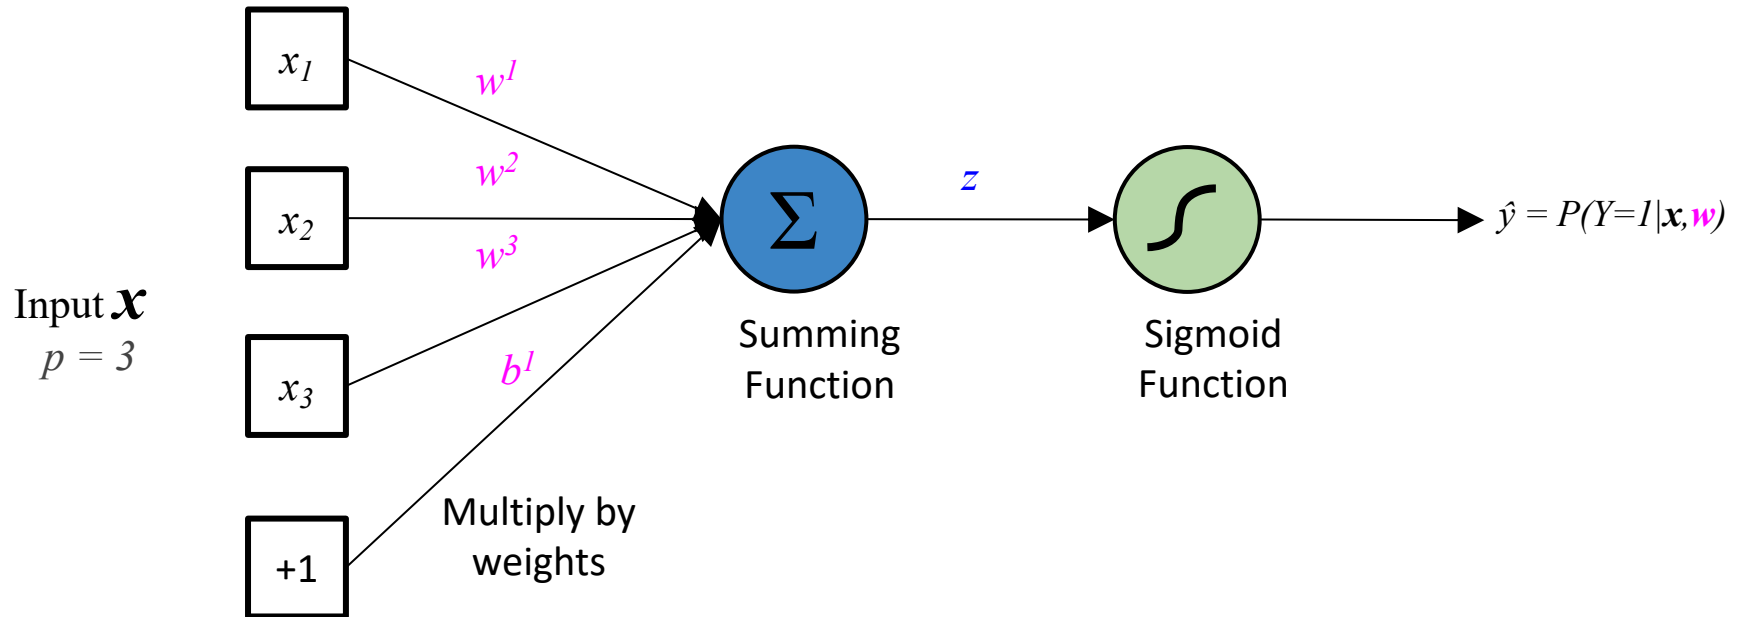 x₁
w¹
x₂
w²
w³
Input x
p = 3
x₃
b¹
+1
Multiply by
weights
Σ
Summing
Function
z
Sigmoid
Function
ŷ = P(Y=1|x,w)